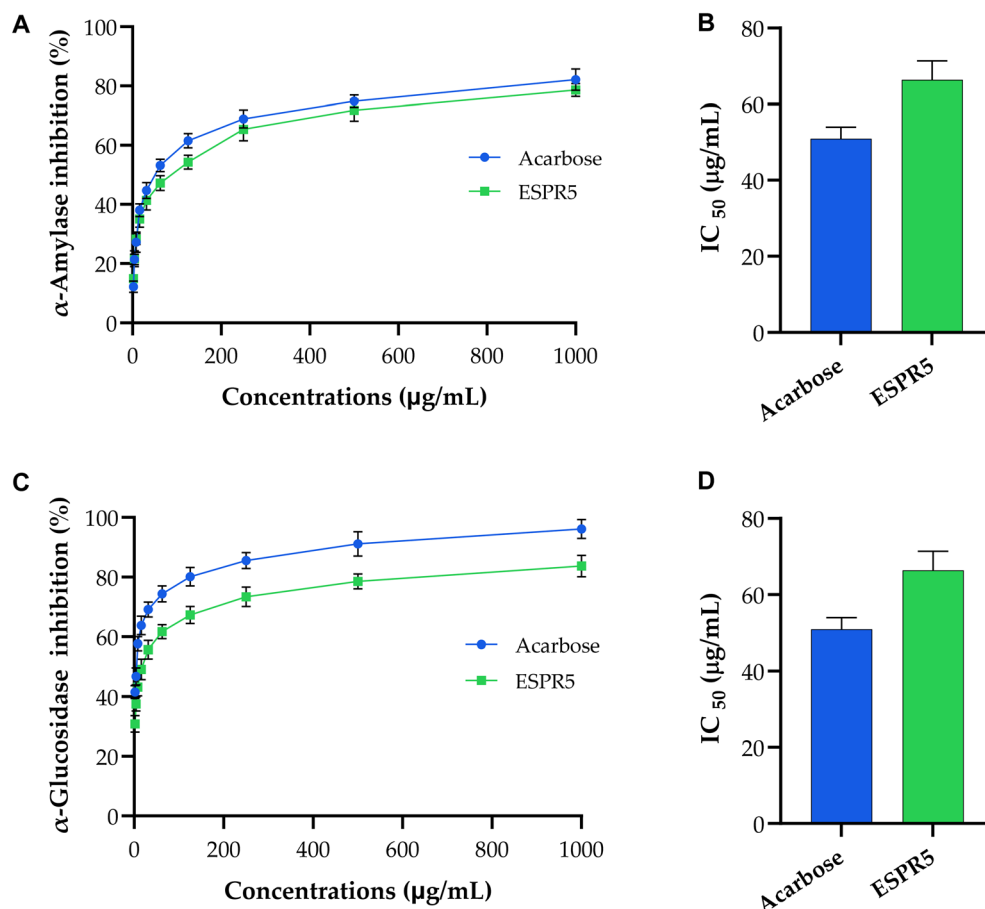 A
α-Amylase inhibition (%)
100
80
60
40
20
0
0 200 400 600 800 1000
Concentrations (μg/mL)
Acarbose
ESPR5
B
IC 50 (μg/mL)
80
60
40
20
0
Acarbose
ESPR5
C
α-Glucosidase inhibition (%)
100
80
60
40
20
0
0 200 400 600 800 1000
Concentrations (μg/mL)
Acarbose
ESPR5
D
IC 50 (μg/mL)
80
60
40
20
0
Acarbose
ESPR5